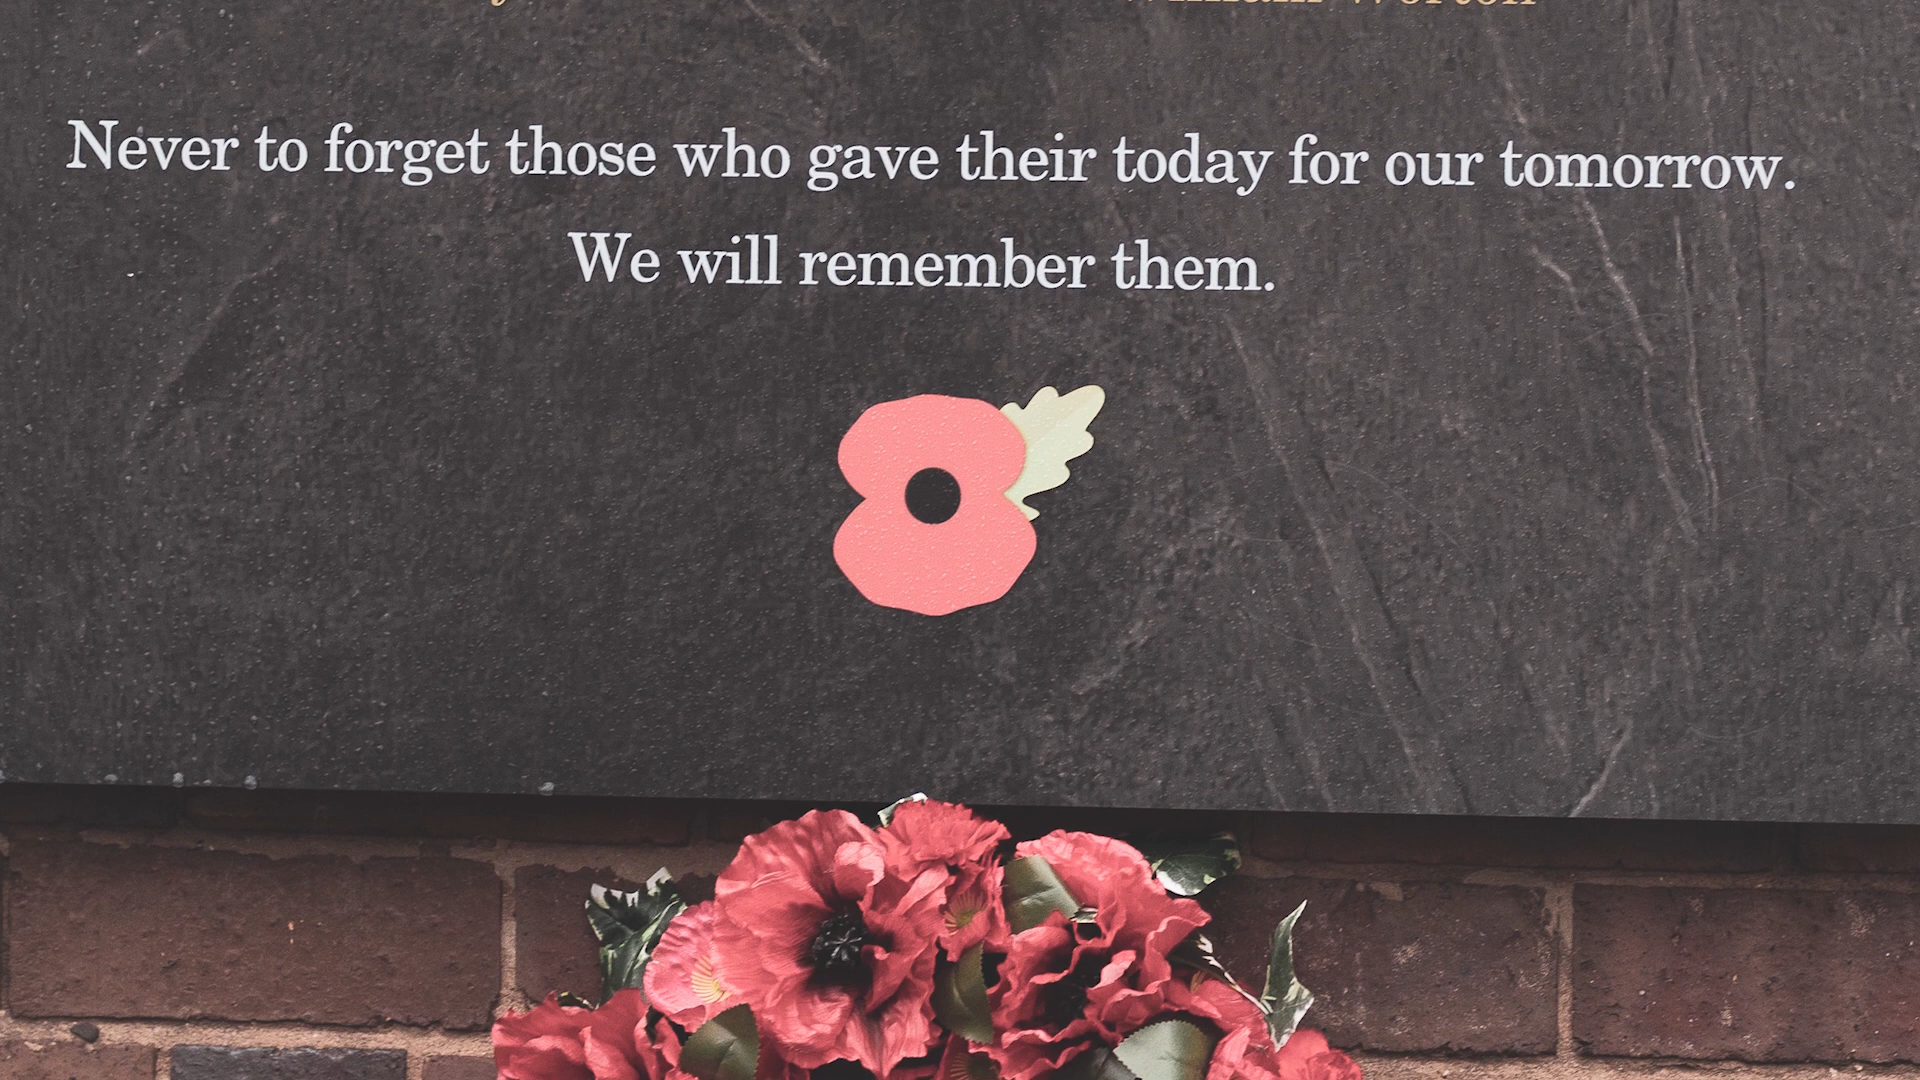 Never to forget those who gave their today for our tomorrow.
We will remember them.